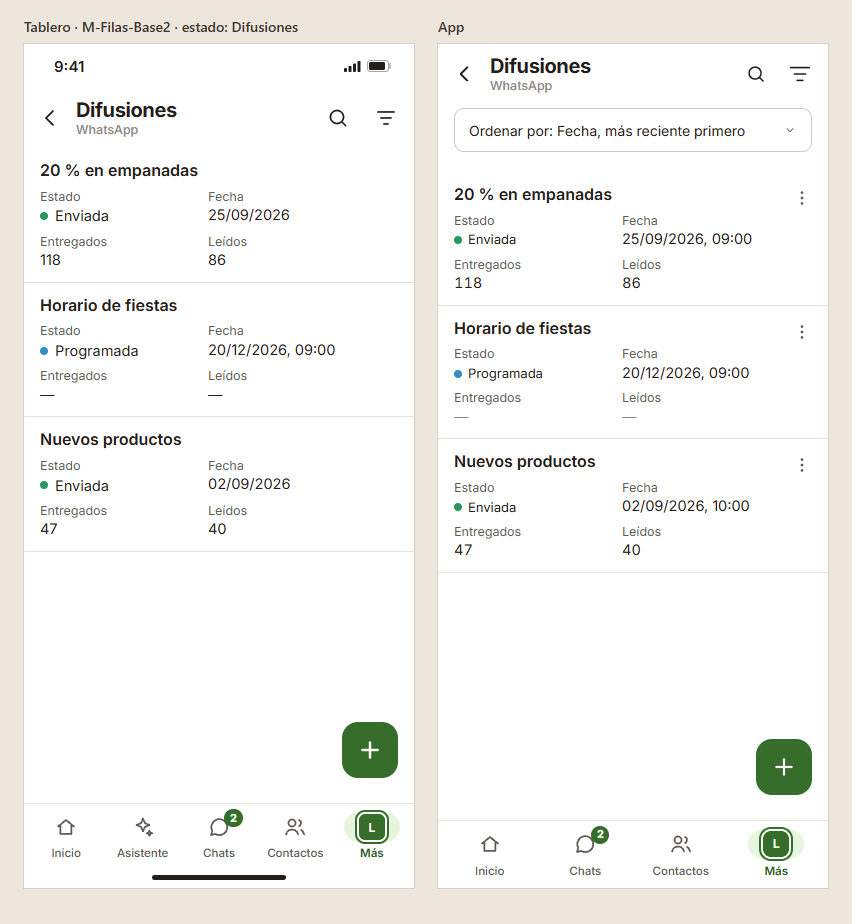 Tablero · M-Filas-Base2 · estado: Difusiones
9:41
Difusiones
WhatsApp
20 % en empanadas
Estado Fecha
Enviada 25/09/2026
Entregados Leídos
118 86
Horario de fiestas
Estado Fecha
Programada 20/12/2026, 09:00
Entregados Leídos
— —
Nuevos productos
Estado Fecha
Enviada 02/09/2026
Entregados Leídos
47 40
2 L
Inicio Asistente Chats Contactos Más
App
Difusiones
WhatsApp
Ordenar por: Fecha, más reciente primero
20 % en empanadas
Estado Fecha
Enviada 25/09/2026, 09:00
Entregados Leídos
118 86
Horario de fiestas
Estado Fecha
Programada 20/12/2026, 09:00
Entregados Leídos
— —
Nuevos productos
Estado Fecha
Enviada 02/09/2026, 10:00
Entregados Leídos
47 40
2 L
Inicio Chats Contactos Más